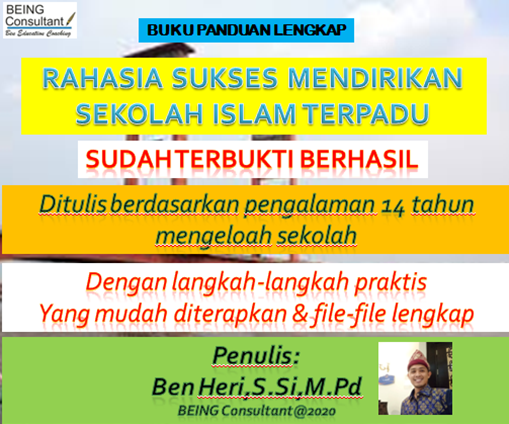 BEING
Consultant
Ben Education Coaching
BUKU PANDUAN LENGKAP
RAHASIA SUKSES MENDIRIKAN
SEKOLAH ISLAM TERPADU
SUDAH TERBUKTI BERHASIL
Ditulis berdasarkan pengalaman 14 tahun
mengeloah sekolah
Dengan langkah-langkah praktis
Yang mudah diterapkan & file-file lengkap
Penulis:
Ben Heri,S.Si,M.Pd
BEING Consultant@2020